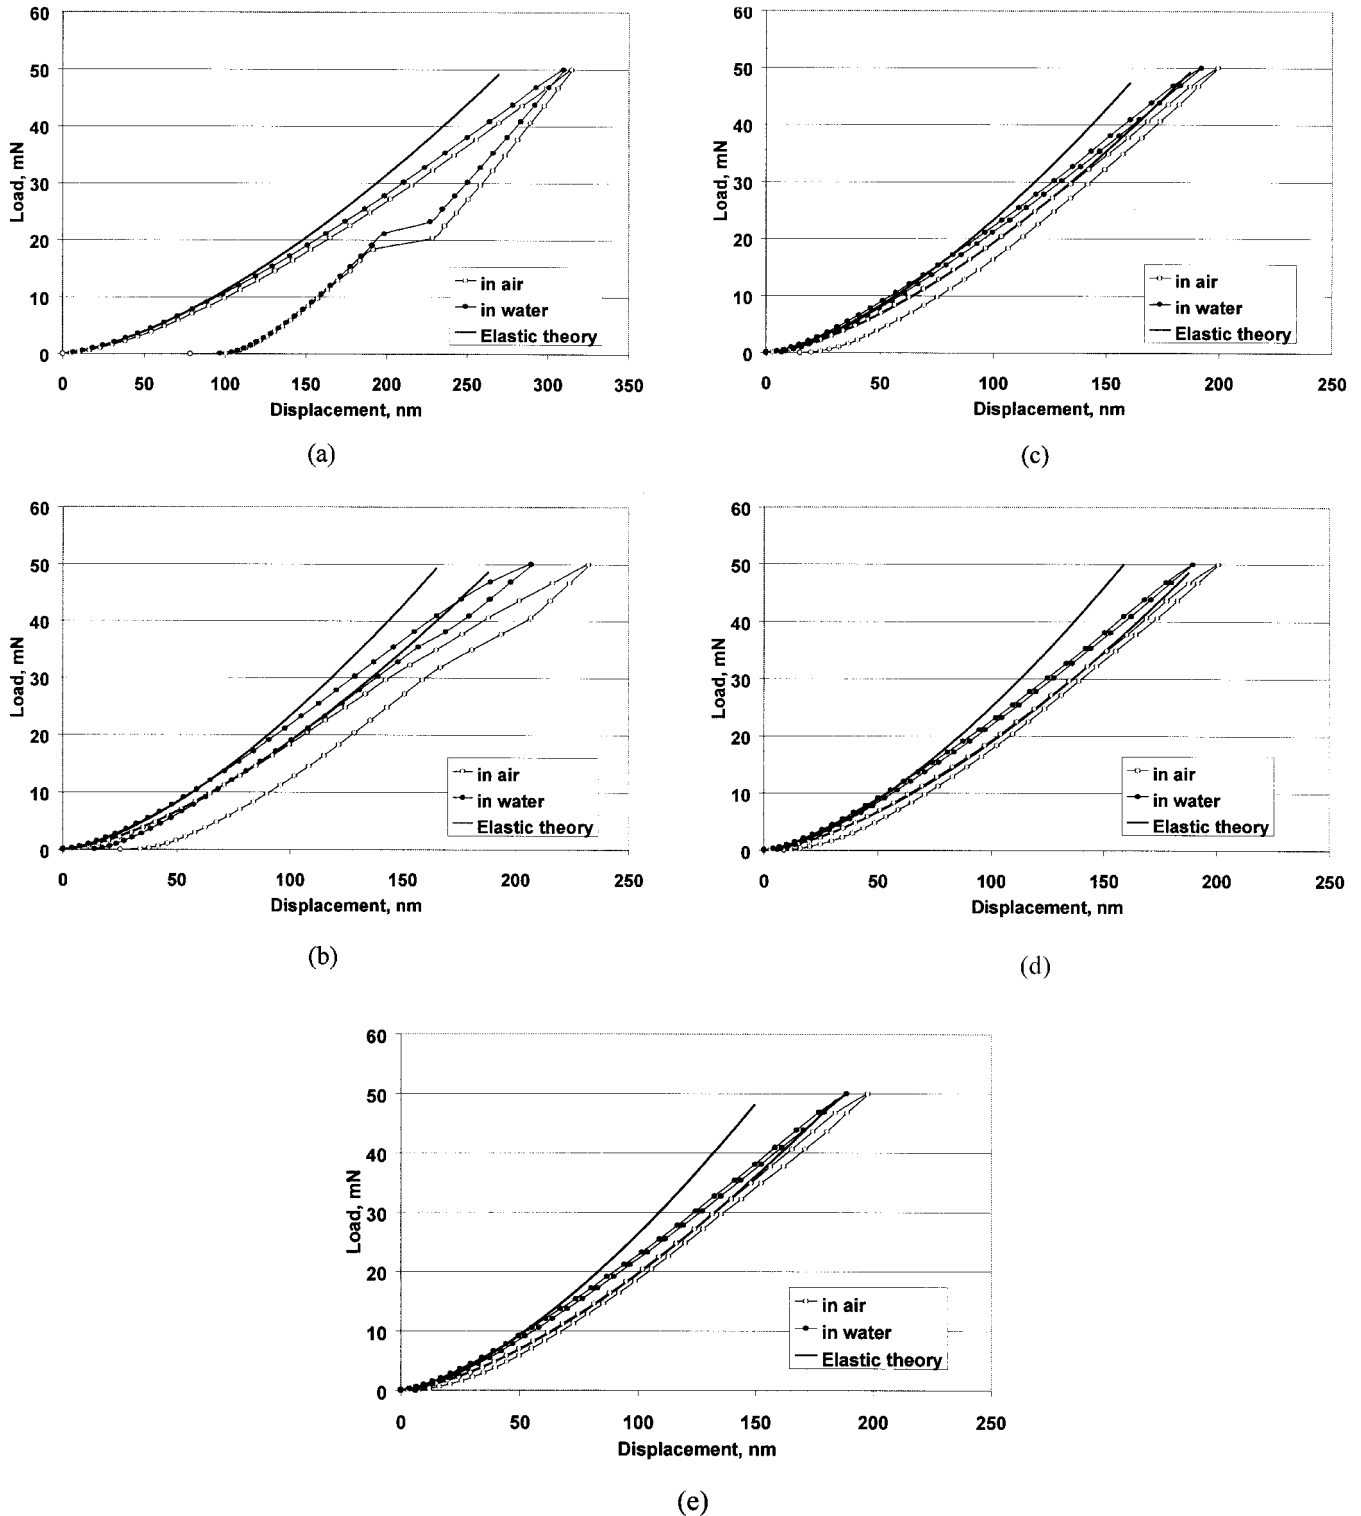 60
50
40
30
20
10
0
Load, mN
in air
in water
Elastic theory
0 50 100 150 200 250 300 350
Displacement, nm
(a)
60
50
40
30
20
10
0
Load, mN
in air
in water
Elastic theory
0 50 100 150 200 250
Displacement, nm
(c)
60
50
40
30
20
10
0
Load, mN
in air
in water
Elastic theory
0 50 100 150 200 250
Displacement, nm
(b)
60
50
40
30
20
10
0
Load, mN
in air
in water
Elastic theory
0 50 100 150 200 250
Displacement, nm
(d)
60
50
40
30
20
10
0
Load, mN
in air
in water
Elastic theory
0 50 100 150 200 250
Displacement, nm
(e)